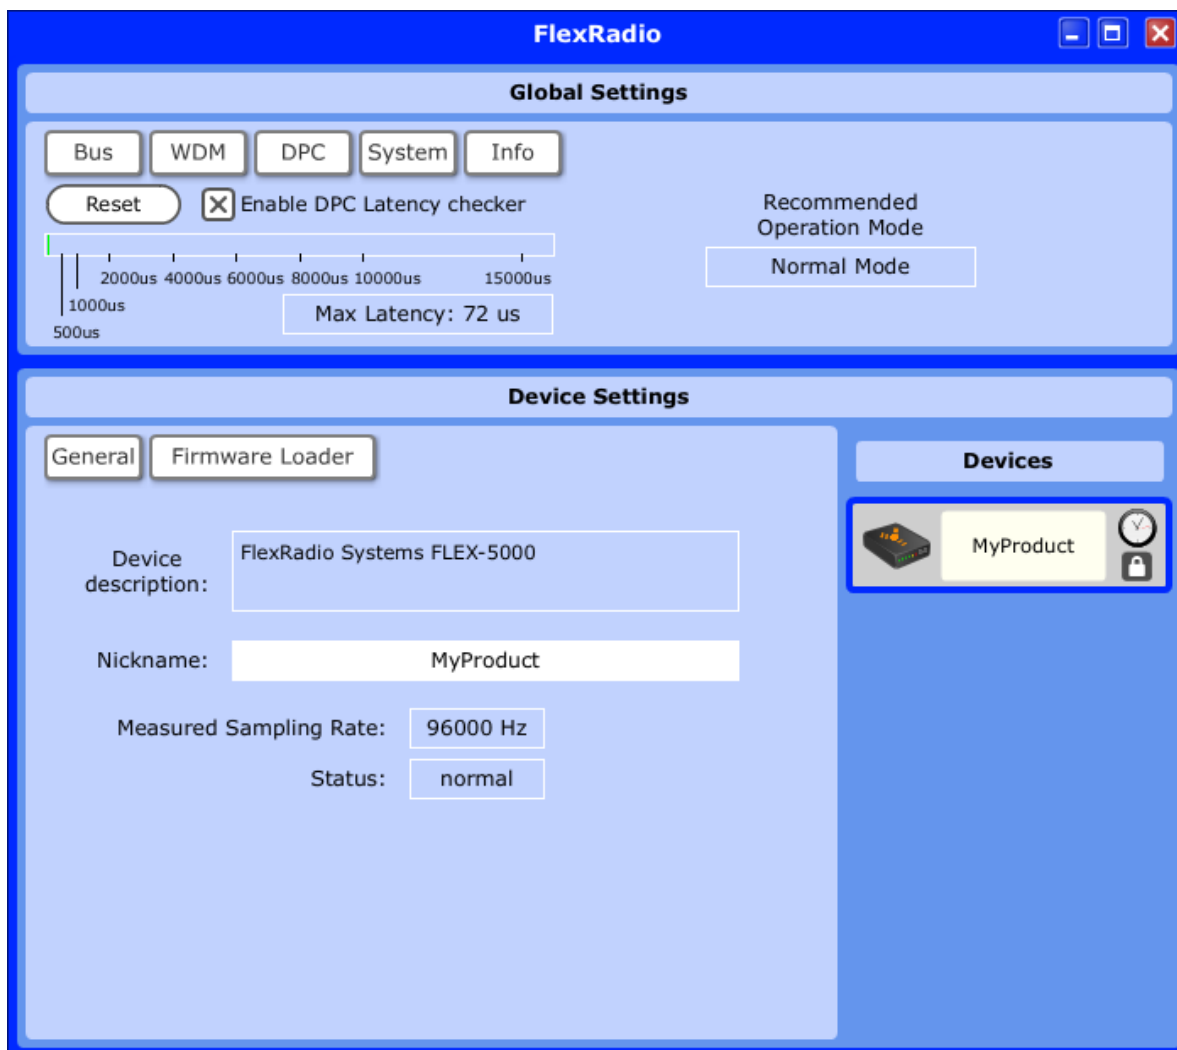 FlexRadio
Global Settings
Bus WDM DPC System Info
Reset Enable DPC Latency checker
Recommended
Operation Mode
Normal Mode
2000us 4000us 6000us 8000us 10000us 15000us
1000us
500us
Max Latency: 72 us
Device Settings
General Firmware Loader
Device
description:
FlexRadio Systems FLEX-5000
Nickname: MyProduct
Measured Sampling Rate: 96000 Hz
Status: normal
Devices
MyProduct